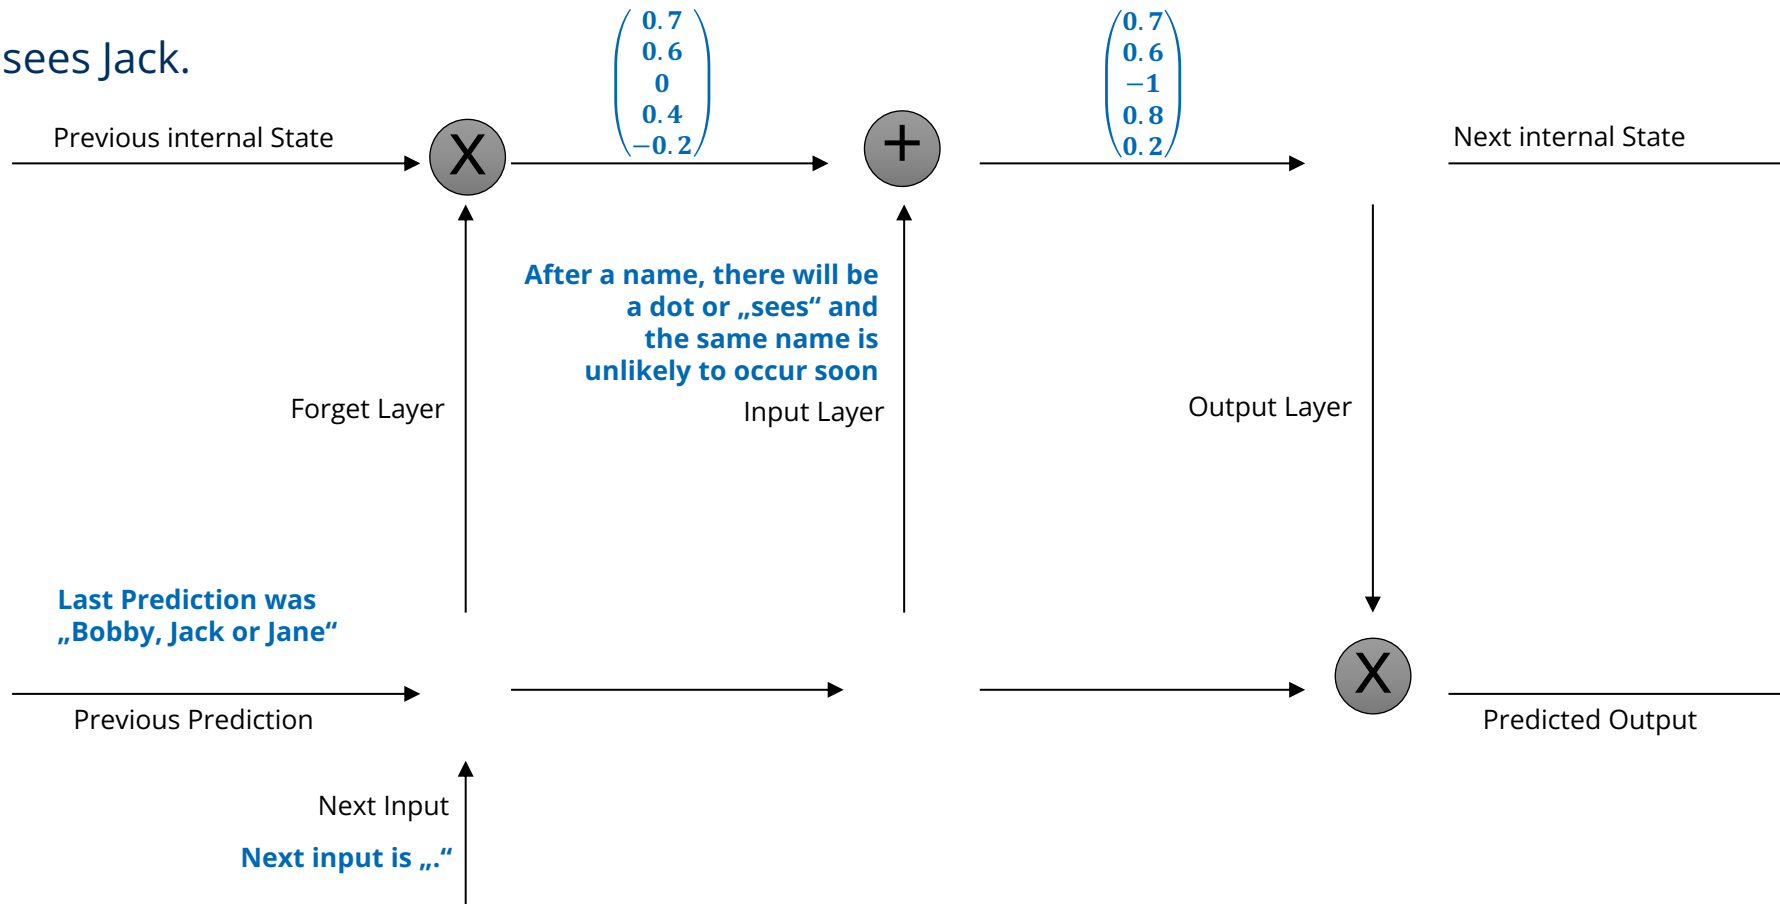 sees Jack.
0.7
0.6
0
0.4
−0.2
0.7
0.6
−1
0.8
0.2
Previous internal State
X
+
Next internal State
After a name, there will be
a dot or „sees“ and
the same name is
unlikely to occur soon
Forget Layer
Input Layer
Output Layer
Last Prediction was
„Bobby, Jack or Jane“
X
Previous Prediction
Predicted Output
Next Input
Next input is „.“